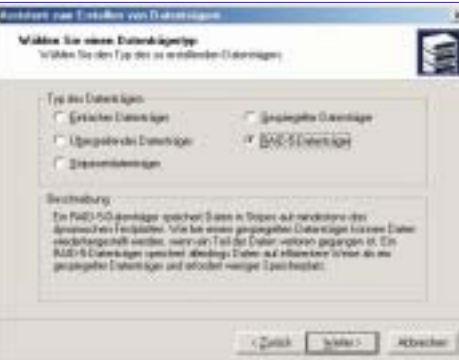 Assistent zum Erstellen von Datenträgern
Wählen Sie einen Datenträgertyp
Wählen Sie den Typ des zu erstellenden Datenträgers.
Typ des Datenträgers
Einfacher Datenträger
Gespiegelter Datenträger
Übergreifender Datenträger
RAID-5-Datenträger
Stripesetdatenträger
Beschreibung
Ein RAID-5-Datenträger speichert Daten in Stripes auf mindestens drei
dynamischen Festplatten. Wie bei einem gespiegelten Datenträger können Daten
wiederhergestellt werden, wenn ein Teil der Daten verloren gegangen ist. Ein
RAID-5-Datenträger speichert allerdings Daten auf effizientere Weise als ein
gespiegelter Datenträger und erfordert weniger Speicherplatz.
< Zurück
Weiter >
Abbrechen